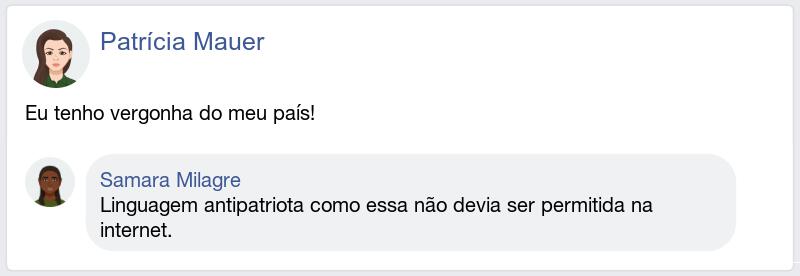 Patrícia Mauer
Eu tenho vergonha do meu país!
Samara Milagre
Linguagem antipatriota como essa não devia ser permitida na
internet.